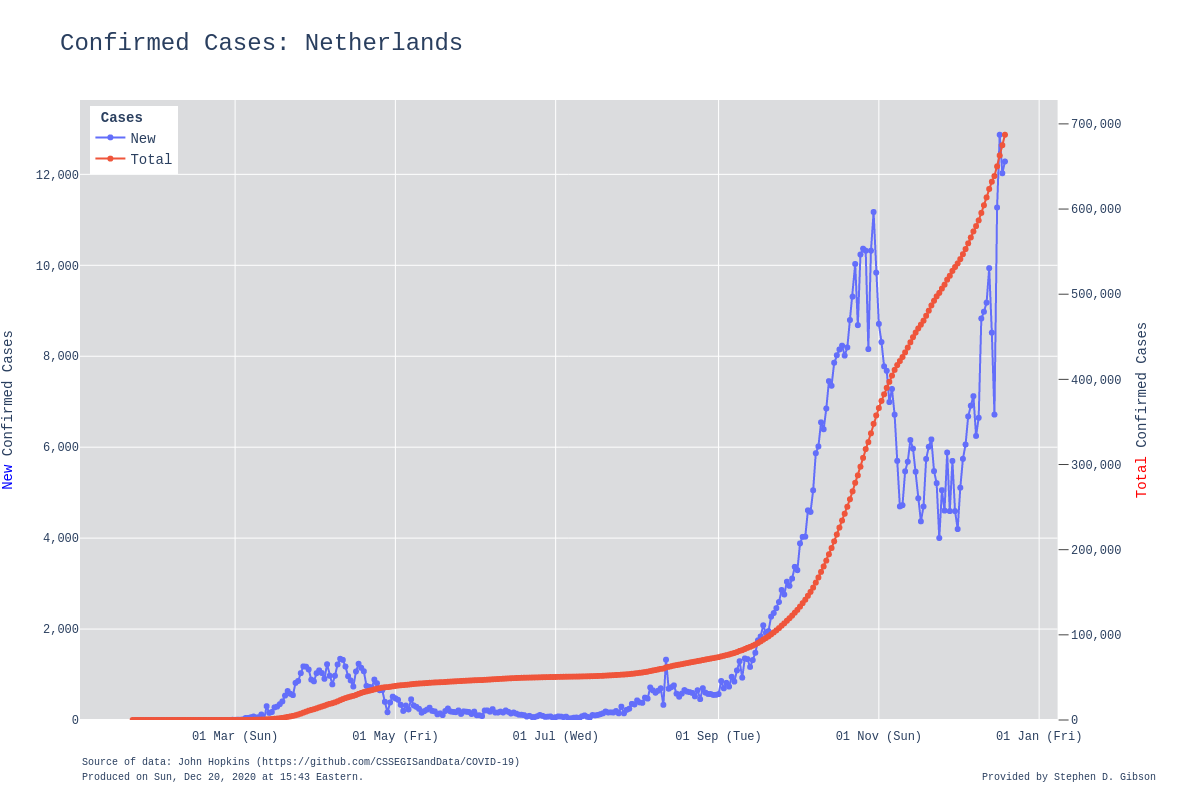 Confirmed Cases: Netherlands
Cases
New
Total
12,000
10,000
8,000
6,000
4,000
2,000
0
New Confirmed Cases
700,000
600,000
500,000
400,000
300,000
200,000
100,000
0
Total Confirmed Cases
01 Mar (Sun)
01 May (Fri)
01 Jul (Wed)
01 Sep (Tue)
01 Nov (Sun)
01 Jan (Fri)
Source of data: John Hopkins (https://github.com/CSSEGISandData/COVID-19)
Produced on Sun, Dec 20, 2020 at 15:43 Eastern.
Provided by Stephen D. Gibson